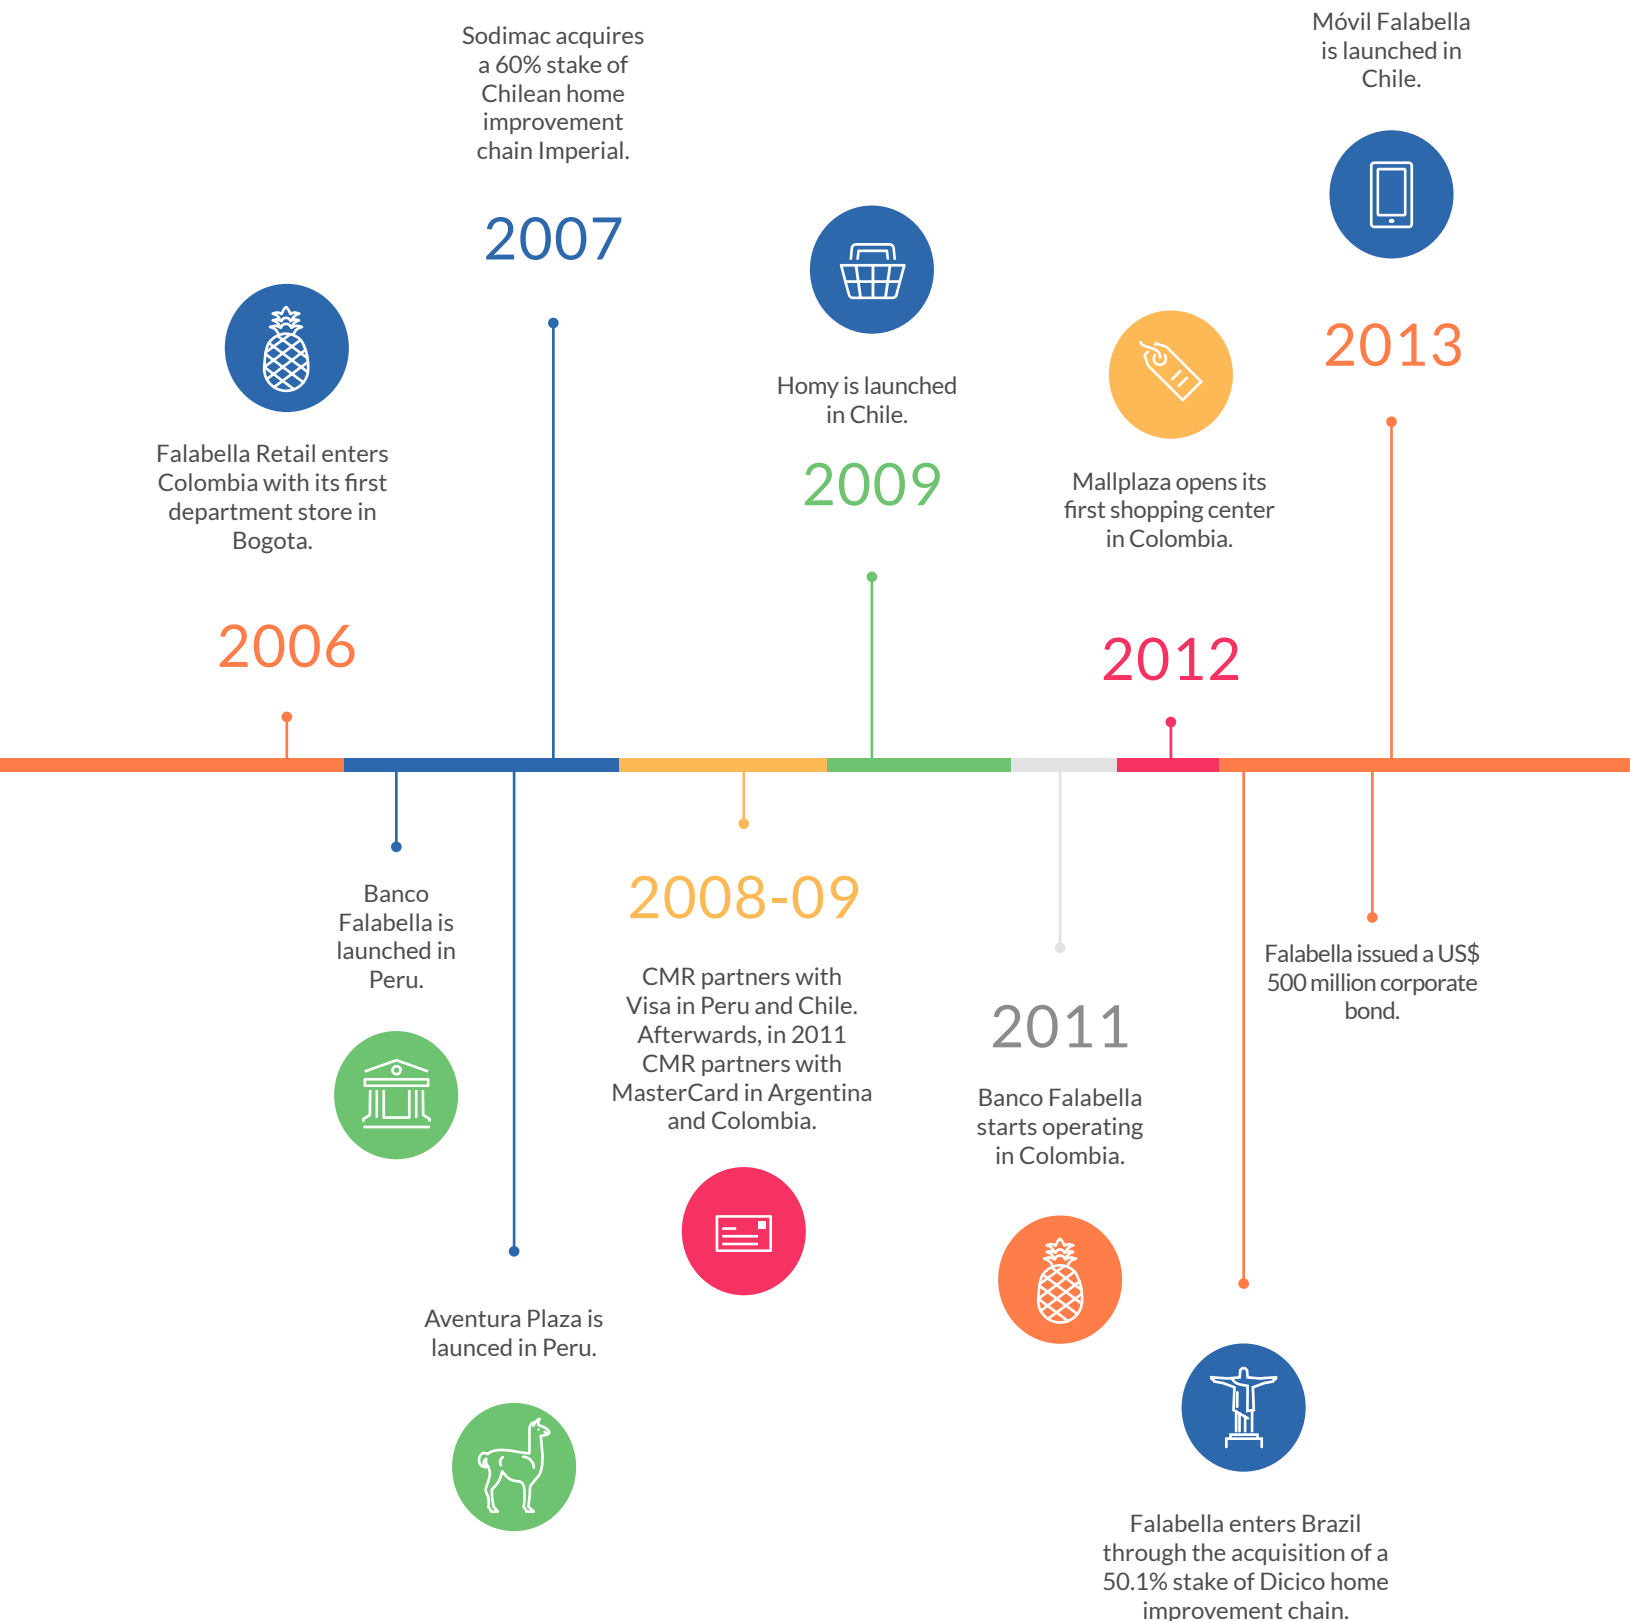 Falabella Retail enters
Colombia with its first
department store in
Bogota.
2006
Sodimac acquires
a 60% stake of
Chilean home
improvement
chain Imperial.
2007
Banco
Falabella is
launched in
Peru.
Aventura Plaza is
launced in Peru.
2008-09
CMR partners with
Visa in Peru and Chile.
Afterwards, in 2011
CMR partners with
MasterCard in Argentina
and Colombia.
Homy is launched
in Chile.
2009
2011
Banco Falabella
starts operating
in Colombia.
Mallplaza opens its
first shopping center
in Colombia.
2012
Móvil Falabella
is launched in
Chile.
2013
Falabella issued a US$
500 million corporate
bond.
Falabella enters Brazil
through the acquisition of a
50.1% stake of Dicico home
improvement chain.